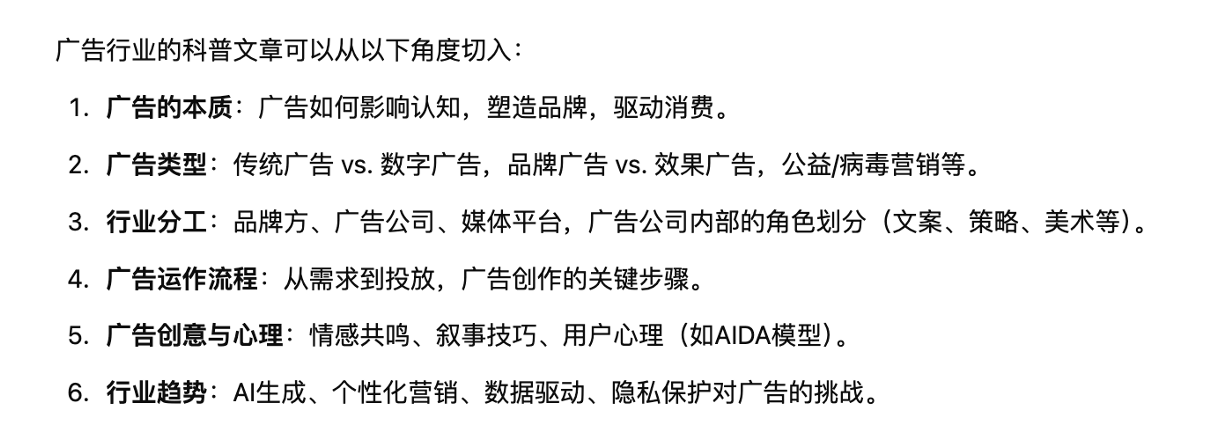 广告行业的科普文章可以从以下角度切入：
1. 广告的本质：广告如何影响认知，塑造品牌，驱动消费。
2. 广告类型：传统广告 vs. 数字广告，品牌广告 vs. 效果广告，公益/病毒营销等。
3. 行业分工：品牌方、广告公司、媒体平台，广告公司内部的角色划分（文案、策略、美术等）。
4. 广告运作流程：从需求到投放，广告创作的关键步骤。
5. 广告创意与心理：情感共鸣、叙事技巧、用户心理（如AIDA模型）。
6. 行业趋势：AI生成、个性化营销、数据驱动、隐私保护对广告的挑战。